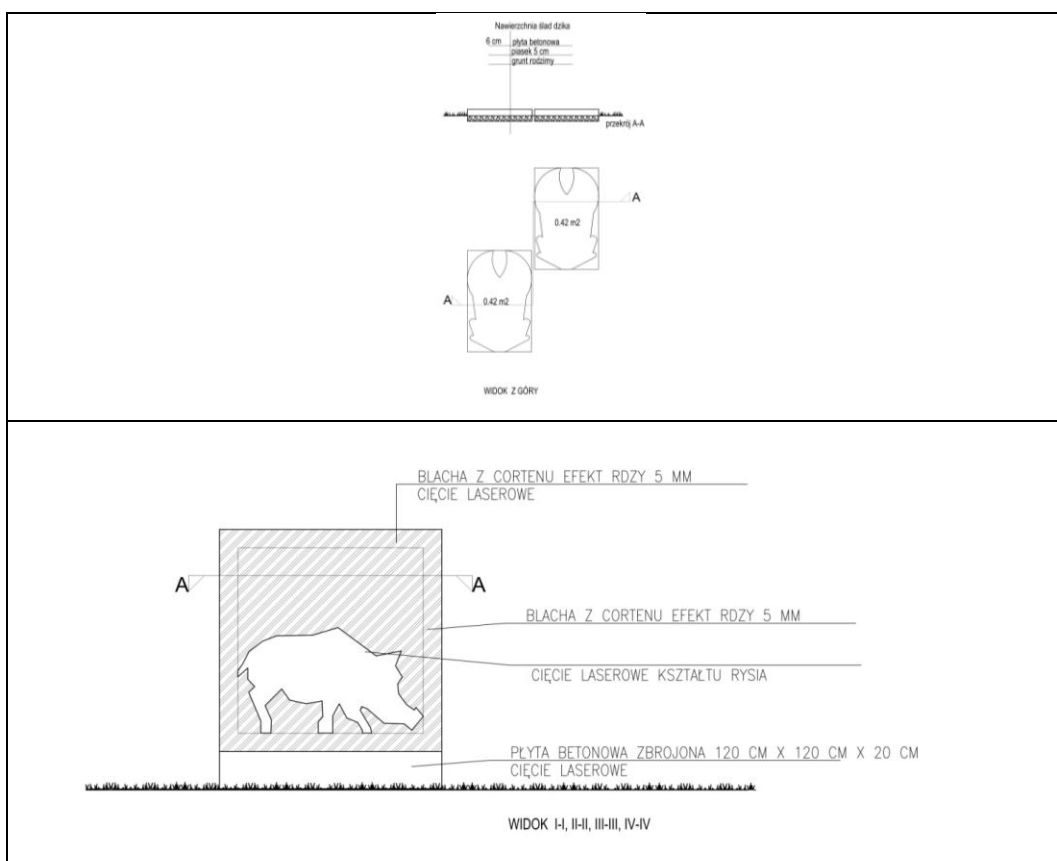 Nawierzchnia ślad dzika
6 cm płyta betonowa
piasek 5 cm
grunt rodzimy
przekrój A-A
A
0.42 m2
A
0.42 m2
WIDOK Z GÓRY
BLACHA Z CORTENU EFEKT RDZY 5 MM
CIĘCIE LASEROWE
A A
BLACHA Z CORTENU EFEKT RDZY 5 MM
CIĘCIE LASEROWE KSZTAŁTU RYSIA
PŁYTA BETONOWA ZBROJONA 120 CM X 120 CM X 20 CM
CIĘCIE LASEROWE
WIDOK I-I, II-II, III-III, IV-IV